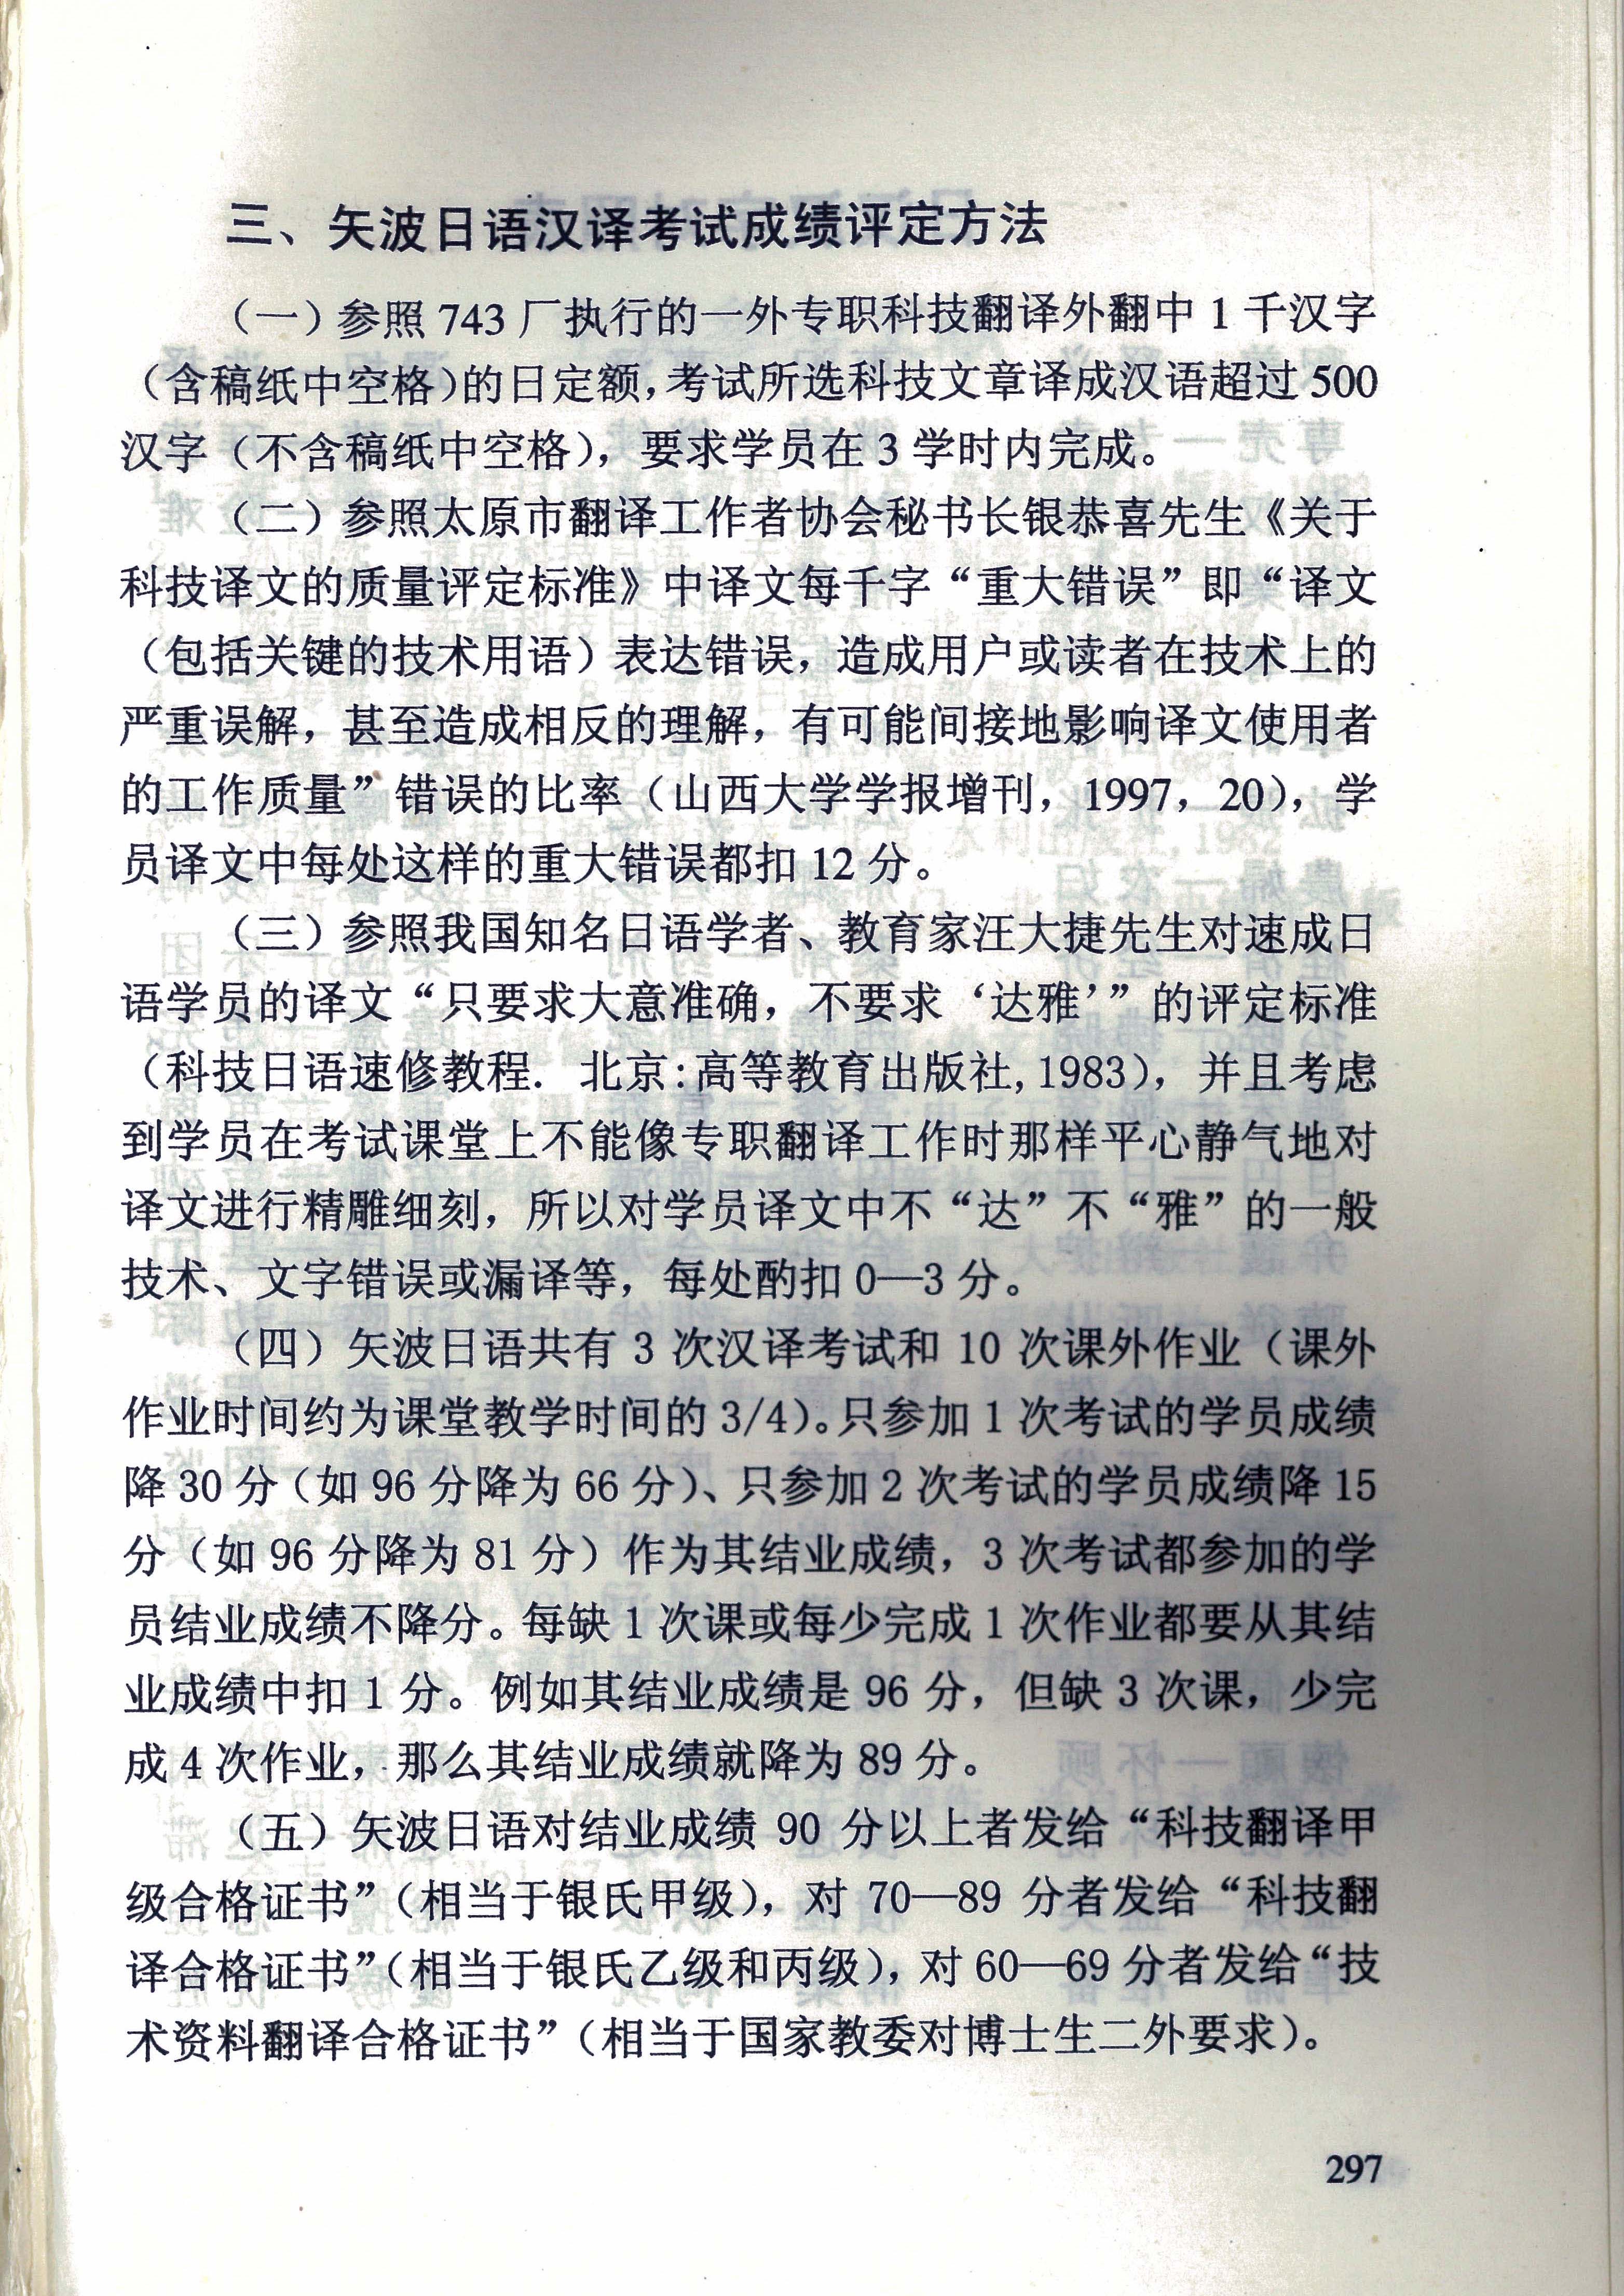 三、矢波日语汉译考试成绩评定方法
（一）参照 743 厂执行的一外专职科技翻译外翻中 1 千汉字
（含稿纸中空格）的日定额，考试所选科技文章译成汉语超过 500
汉字（不含稿纸中空格），要求学员在 3 学时内完成。
（二）参照太原市翻译工作者协会秘书长银恭喜先生《关于
科技译文的质量评定标准》中译文每千字“重大错误”即“译文
（包括关键的技术用语）表达错误，造成用户或读者在技术上的
严重误解，甚至造成相反的理解，有可能间接地影响译文使用者
的工作质量”错误的比率（山西大学学报增刊，1997，20），学
员译文中每处这样的重大错误都扣 12 分。
（三）参照我国知名日语学者、教育家汪大捷先生对速成日
语学员的译文“只要求大意准确，不要求‘达雅’”的评定标准
（科技日语速修教程．北京：高等教育出版社，1983），并且考虑
到学员在考试课堂上不能像专职翻译工作时那样平心静气地对
译文进行精雕细刻，所以对学员译文中不“达”不“雅”的一般
技术、文字错误或漏译等，每处酌扣 0—3 分。
（四）矢波日语共有 3 次汉译考试和 10 次课外作业（课外
作业时间约为课堂教学时间的 3/4）。只参加 1 次考试的学员成绩
降 30 分（如 96 分降为 66 分）、只参加 2 次考试的学员成绩降 15
分（如 96 分降为 81 分）作为其结业成绩，3 次考试都参加的学
员结业成绩不降分。每缺 1 次课或每少完成 1 次作业都要从其结
业成绩中扣 1 分。例如其结业成绩是 96 分，但缺 3 次课，少完
成 4 次作业，那么其结业成绩就降为 89 分。
（五）矢波日语对结业成绩 90 分以上者发给“科技翻译甲
级合格证书”（相当于银氏甲级），对 70—89 分者发给“科技翻
译合格证书”（相当于银氏乙级和丙级），对 60—69 分者发给“技
术资料翻译合格证书”（相当于国家教委对博士生二外要求）。
297